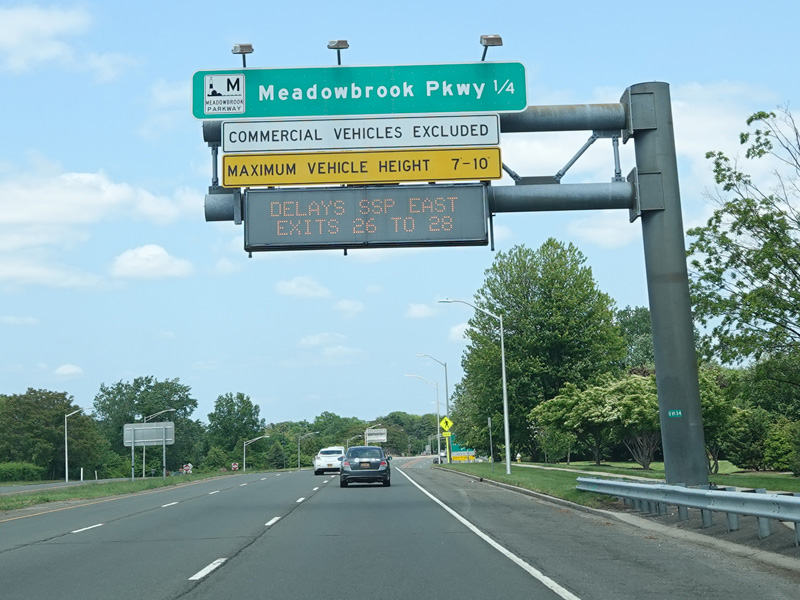 M
MEADOWBROOK
PARKWAY
Meadowbrook Pkwy 1/4
COMMERCIAL VEHICLES EXCLUDED
MAXIMUM VEHICLE HEIGHT 7'-10"
DELAYS SSP EAST
EXITS 26 TO 28